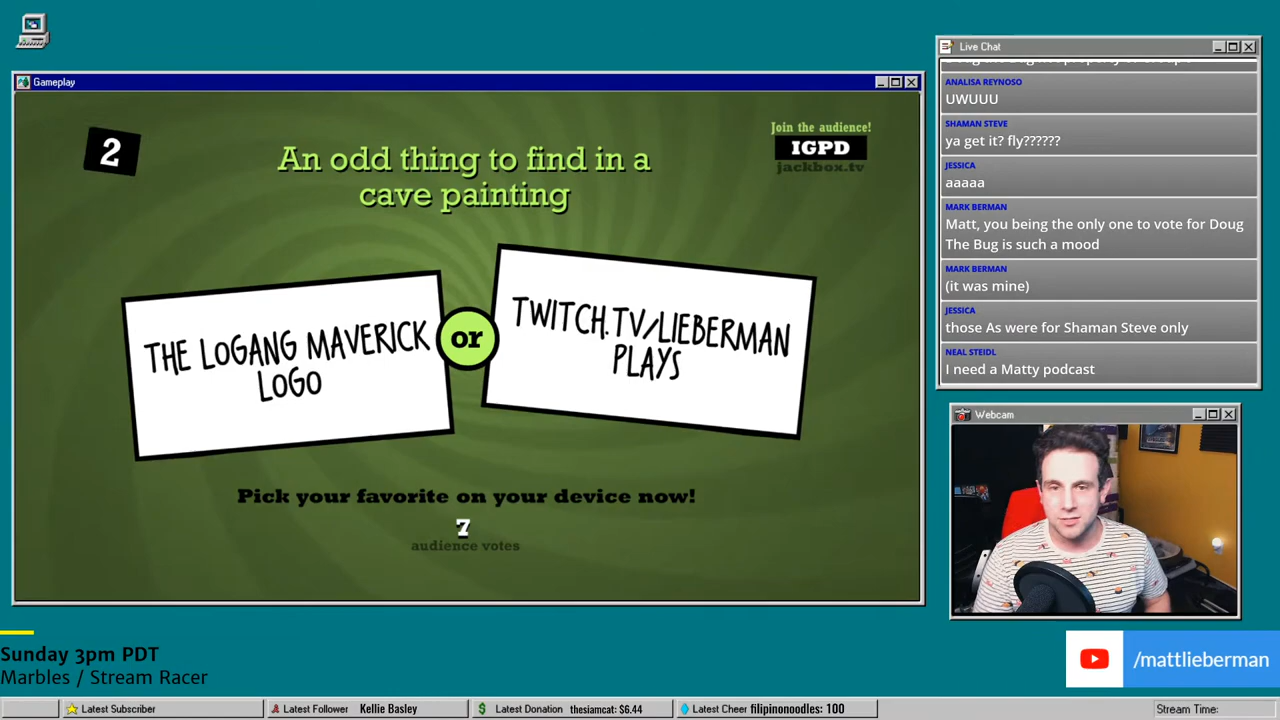 Gameplay
2
An odd thing to find in a
cave painting
Join the audience!
IGPD
jackbox.tv
THE LOGANG MAVERICK
LOGO
or
TWITCH.TV/LIEBERMAN
PLAYS
Pick your favorite on your device now!
7
audience votes
Live Chat
ANALISA REYNOSO
UWUUU
SHAMAN STEVE
ya get it? fly??????
JESSICA
aaaaa
MARK BERMAN
Matt, you being the only one to vote for Doug
The Bug is such a mood
MARK BERMAN
(it was mine)
JESSICA
those As were for Shaman Steve only
NEAL STEIDL
I need a Matty podcast
Webcam
Sunday 3pm PDT
Marbles / Stream Racer
/mattlieberman
Latest Subscriber
Latest Follower Kellie Basley
Latest Donation thesiamcat: $6.44
Latest Cheer filipinonoodles: 100
Stream Time: